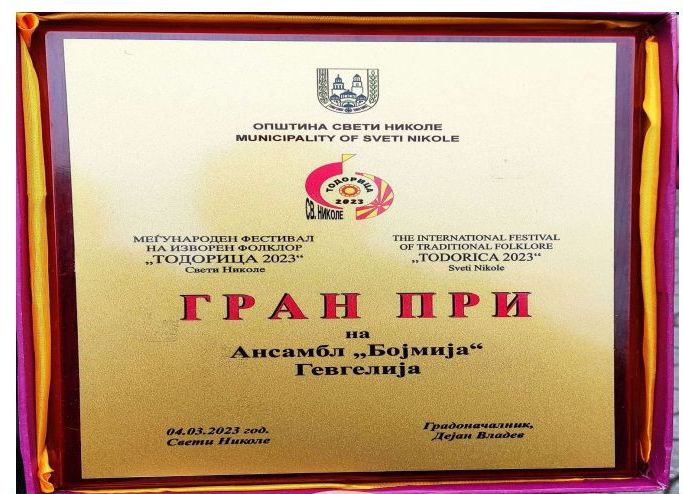 ОПШТИНА СВЕТИ НИКОЛЕ
MUNICIPALITY OF SVETI NIKOLE
ТОДОРИЦА
2023
СВ. НИКОЛЕ
МЕЃУНАРОДЕН ФЕСТИВАЛ
НА ИЗВОРЕН ФОЛКЛОР
„ТОДОРИЦА 2023“
Свети Николе
THE INTERNATIONAL FESTIVAL
OF TRADITIONAL FOLKLORE
„TODORICA 2023“
Sveti Nikole
ГРАН ПРИ
на
Ансамбл „Бојмија“
Гевгелија
04.03.2023 год.
Свети Николе
Градоначалник,
Дејан Владев